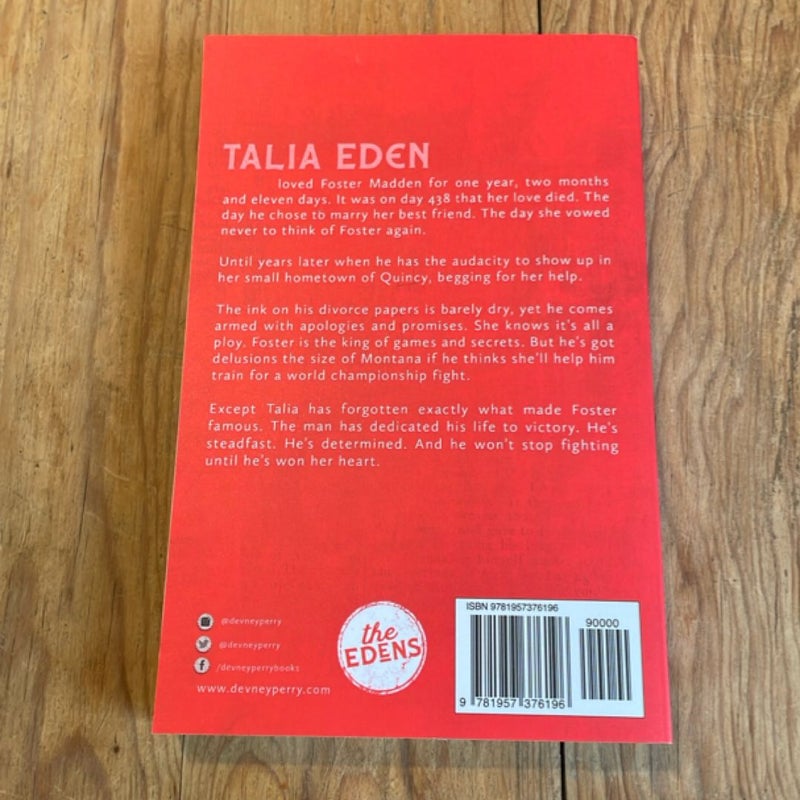 TALIA EDEN
loved Foster Madden for one year, two months
and eleven days. It was on day 438 that her love died. The
day he chose to marry her best friend. The day she vowed
never to think of Foster again.
Until years later when he has the audacity to show up in
her small hometown of Quincy, begging for her help.
The ink on his divorce papers is barely dry, yet he comes
armed with apologies and promises. She knows it's all a
ploy. Foster is the king of games and secrets. But he's got
delusions the size of Montana if he thinks she'll help him
train for a world championship fight.
Except Talia has forgotten exactly what made Foster
famous. The man has dedicated his life to victory. He's
steadfast. He's determined. And he won't stop fighting
until he's won her heart.
@devneyperry
@devneyperry
/devneyperrybooks
www.devneyperry.com
the
EDENS
ISBN 9781957376196
90000
9 781957 376196